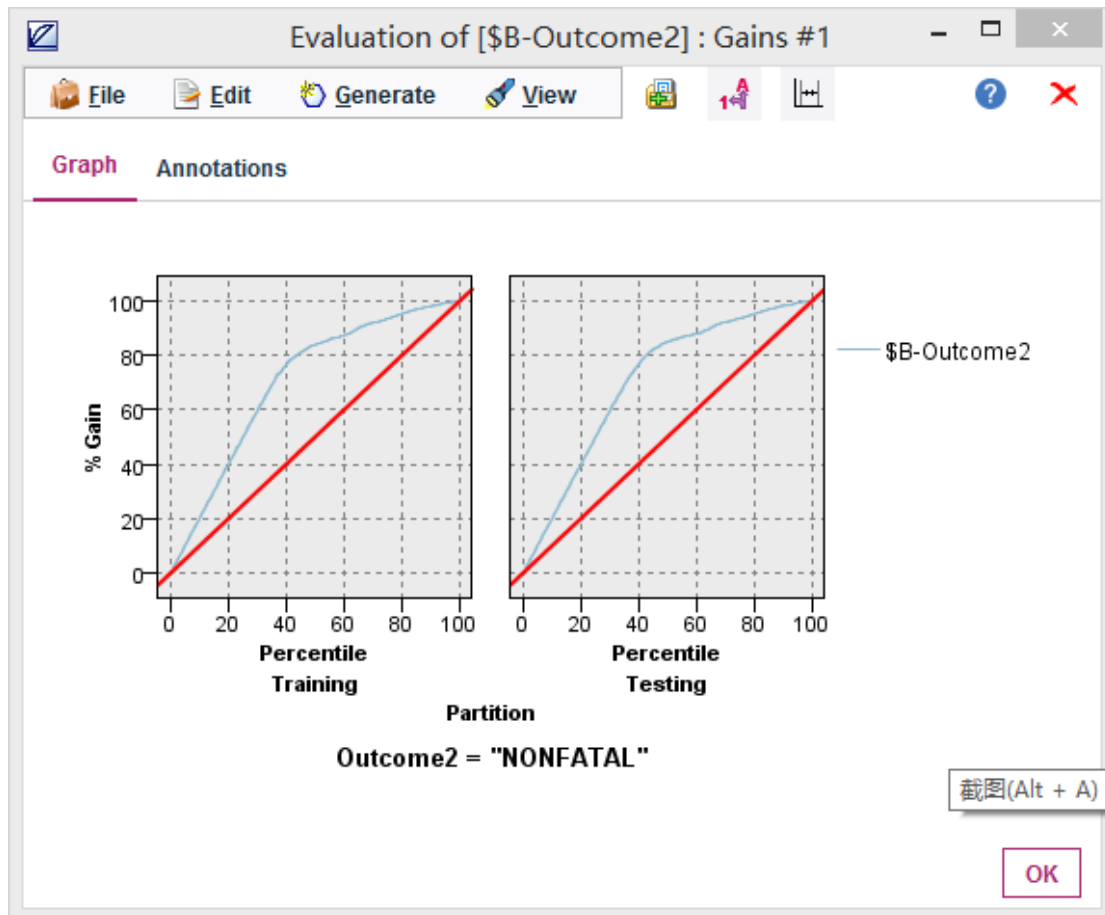 Evaluation of [$B-Outcome2] : Gains #1
File Edit Generate View
Graph Annotations
100
80
60
40
20
0
% Gain
0 20 40 60 80 100 0 20 40 60 80 100
Percentile Percentile
Training Testing
Partition
Outcome2 = "NONFATAL"
$B-Outcome2
截图(Alt + A)
OK